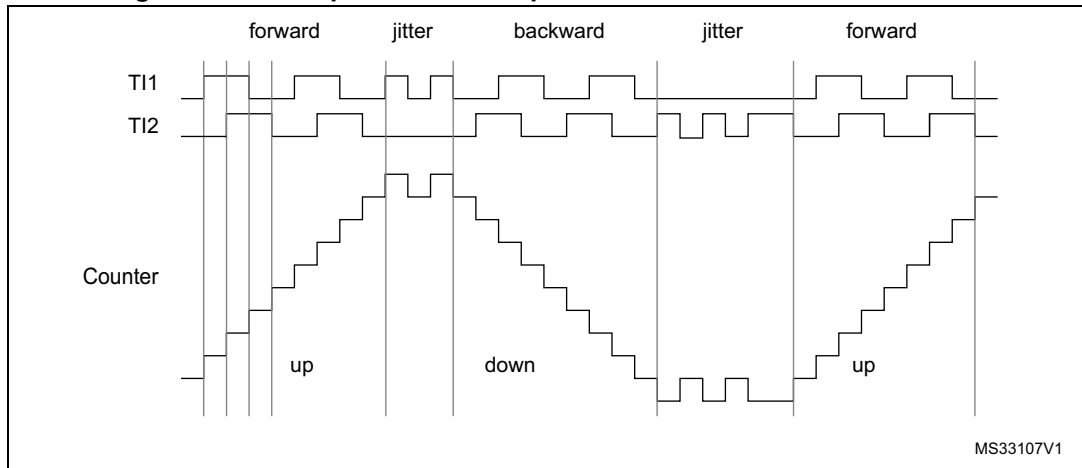 forward jitter backward jitter forward
TI1
TI2
Counter
up down up
MS33107V1